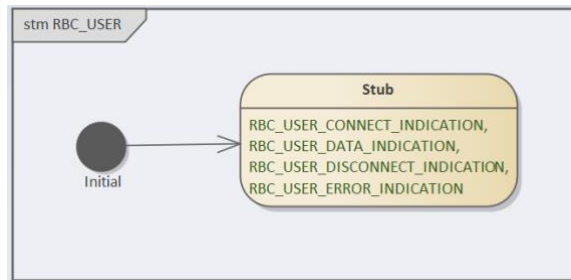 stm RBC_USER
Stub
RBC_USER_CONNECT_INDICATION,
RBC_USER_DATA_INDICATION,
RBC_USER_DISCONNECT_INDICATION,
RBC_USER_ERROR_INDICATION
Initial